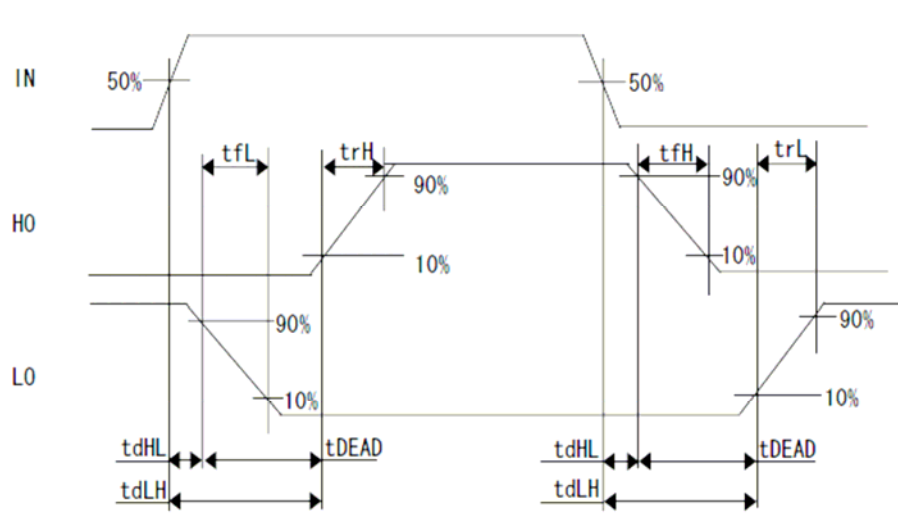 IN 50% 50%
tfL trH tfH trL
90% 90%
HO
10% 10%
90% 90%
LO
10% 10%
tdHL tDEAD tdHL tDEAD
tdLH tdLH